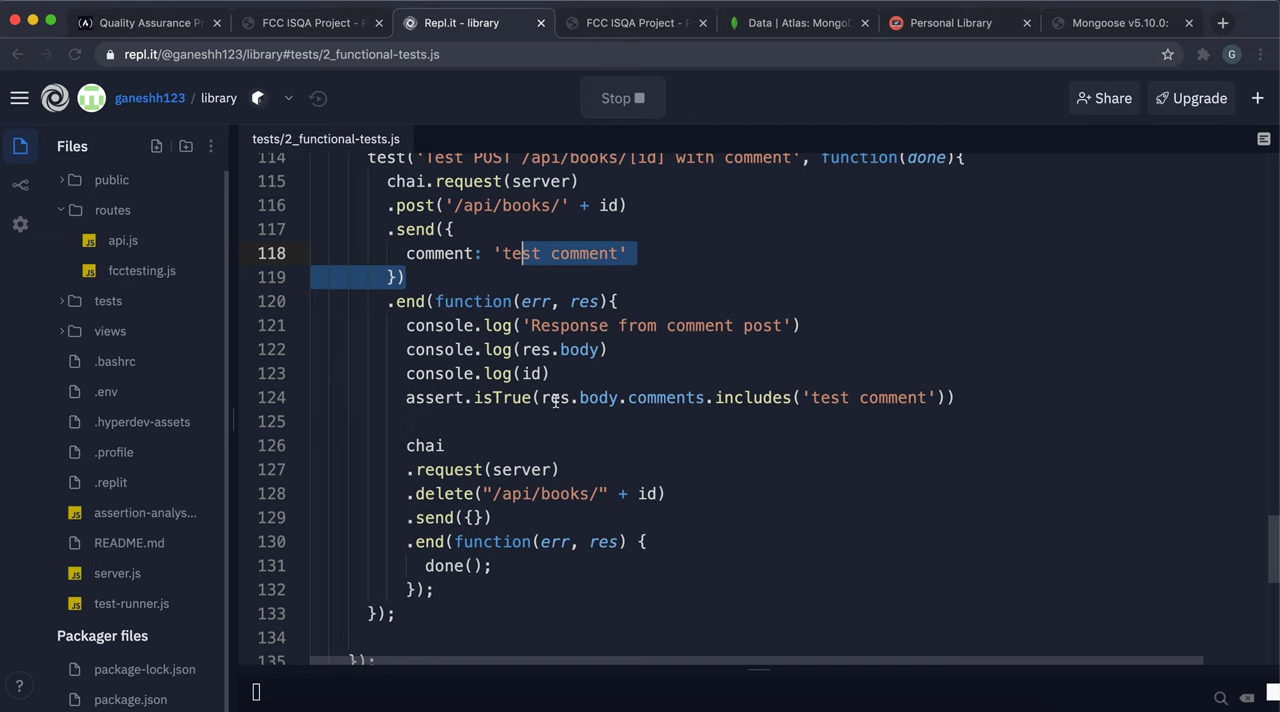 Quality Assurance P
FCC ISQA Project - F
Repl.it - library
FCC ISQA Project - F
Data | Atlas: MongoD
Personal Library
Mongoose v5.10.0:
repl.it/@ganeshh123/library#tests/2_functional-tests.js
G
ganeshh123 / library
Stop
Share
Upgrade
Files
tests/2_functional-tests.js
public
routes
api.js
fcctesting.js
tests
views
.bashrc
.env
.hyperdev-assets
.profile
.replit
assertion-analys...
README.md
server.js
test-runner.js
Packager files
package-lock.json
package.json
?
114 test('Test POST /api/books/[id] with comment', function(done){
115 chai.request(server)
116 .post('/api/books/' + id)
117 .send({
118 comment: 'test comment'
119 })
120 .end(function(err, res){
121 console.log('Response from comment post')
122 console.log(res.body)
123 console.log(id)
124 assert.isTrue(res.body.comments.includes('test comment'))
125
126 chai
127 .request(server)
128 .delete("/api/books/" + id)
129 .send({})
130 .end(function(err, res) {
131 done();
132 });
133 });
134
135 });